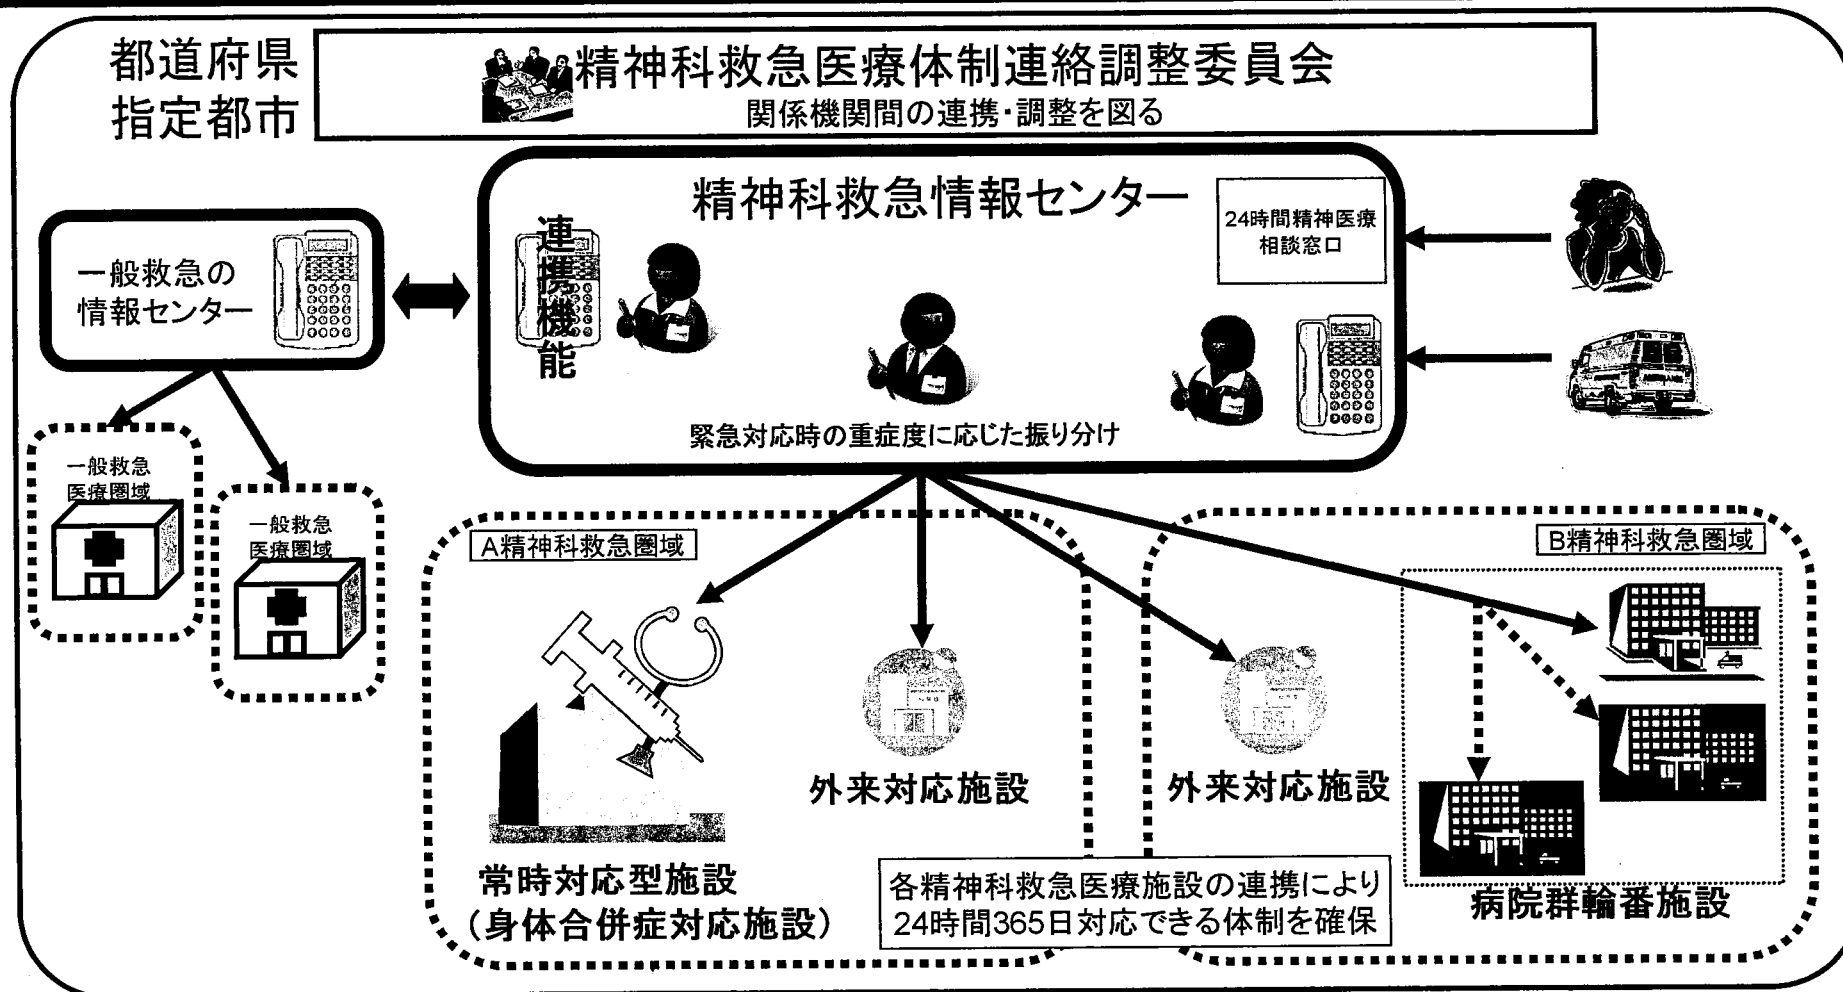 都道府県
指定都市
精神科救急医療体制連絡調整委員会
関係機関間の連携・調整を図る
精神科救急情報センター
連携機能
24時間精神医療
相談窓口
一般救急の
情報センター
緊急対応時の重症度に応じた振り分け
一般救急
医療圏域
一般救急
医療圏域
A精神科救急圏域
B精神科救急圏域
外来対応施設
外来対応施設
常時対応型施設
（身体合併症対応施設）
各精神科救急医療施設の連携により
24時間365日対応できる体制を確保
病院群輪番施設